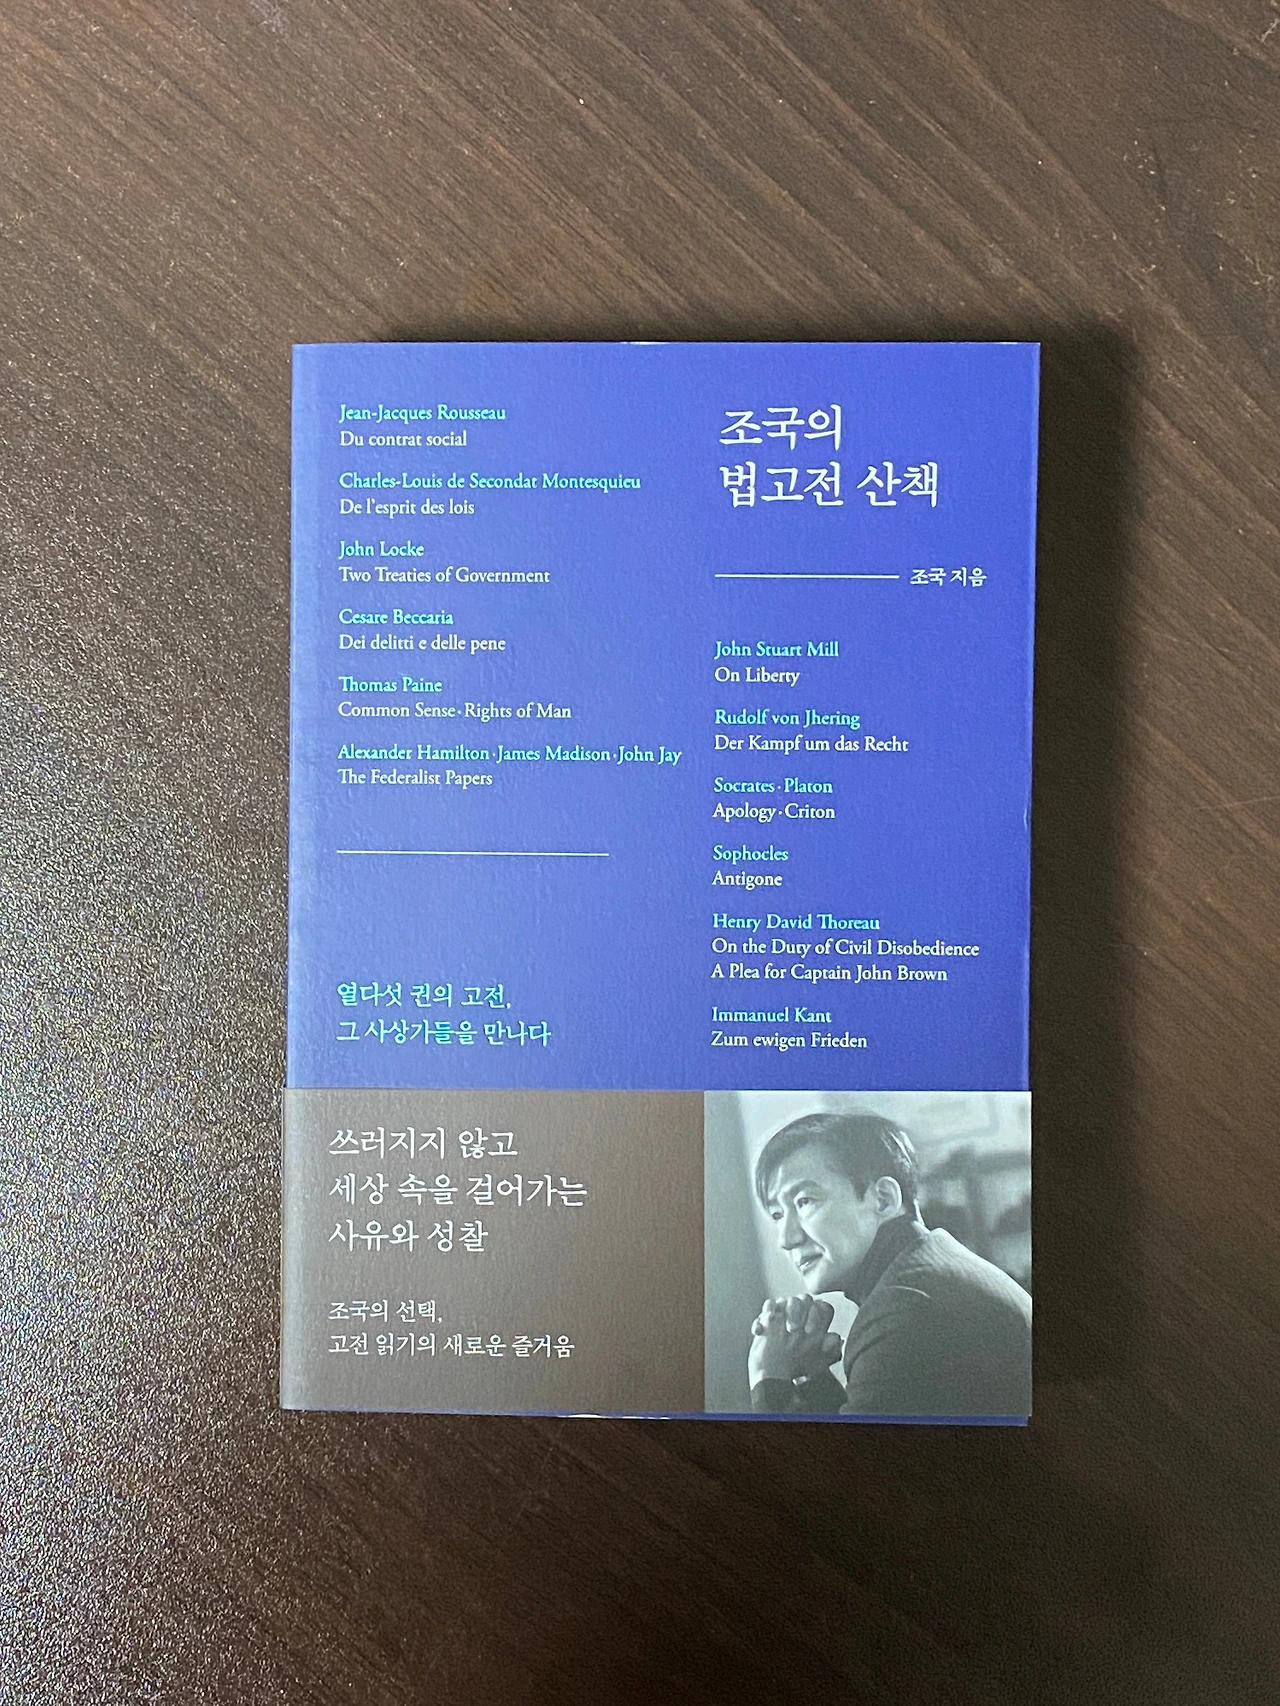 Jean-Jacques Rousseau
Du contrat social
Charles-Louis de Secondat Montesquieu
De l'esprit des lois
John Locke
Two Treaties of Government
Cesare Beccaria
Dei delitti e delle pene
Thomas Paine
Common Sense·Rights of Man
Alexander Hamilton·James Madison·John Jay
The Federalist Papers
열다섯 권의 고전,
그 사상가들을 만나다
조국의
법고전 산책
조국 지음
John Stuart Mill
On Liberty
Rudolf von Jhering
Der Kampf um das Recht
Socrates·Platon
Apology·Criton
Sophocles
Antigone
Henry David Thoreau
On the Duty of Civil Disobedience
A Plea for Captain John Brown
Immanuel Kant
Zum ewigen Frieden
쓰러지지 않고
세상 속을 걸어가는
사유와 성찰
조국의 선택,
고전 읽기의 새로운 즐거움